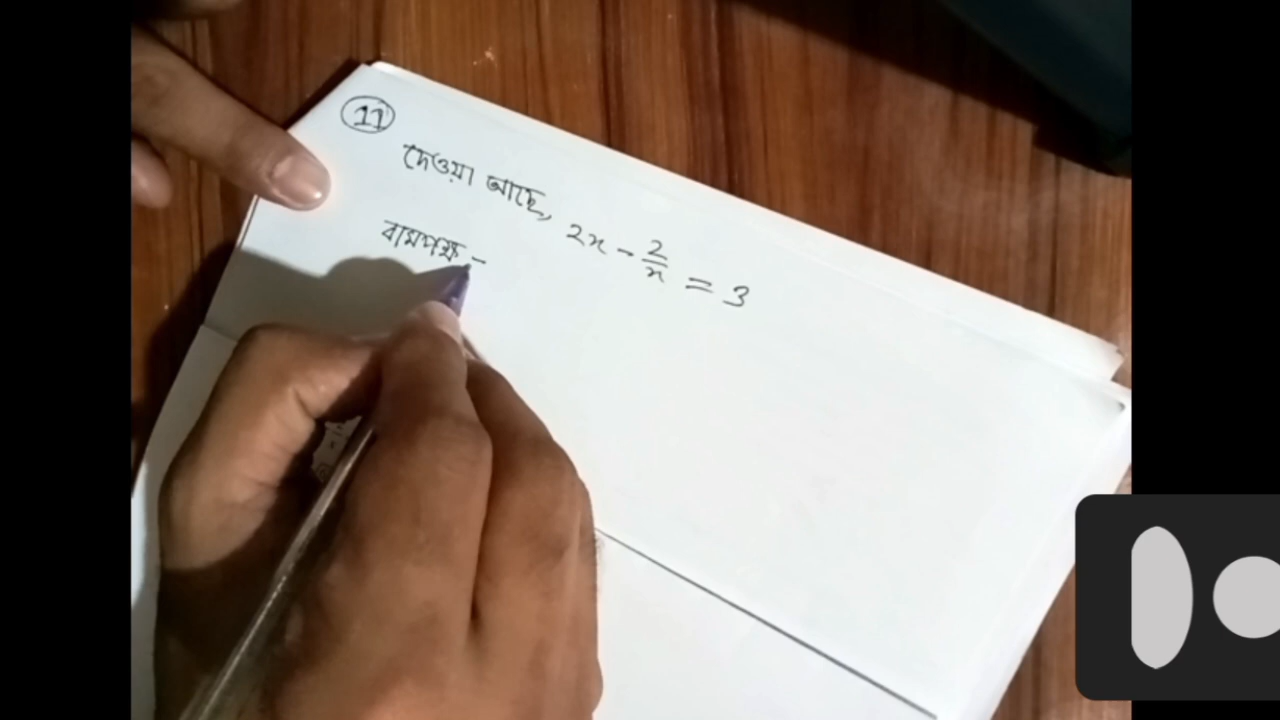 11
দেওয়া আছে, 2x - 2/x = 3
বামপক্ষ -